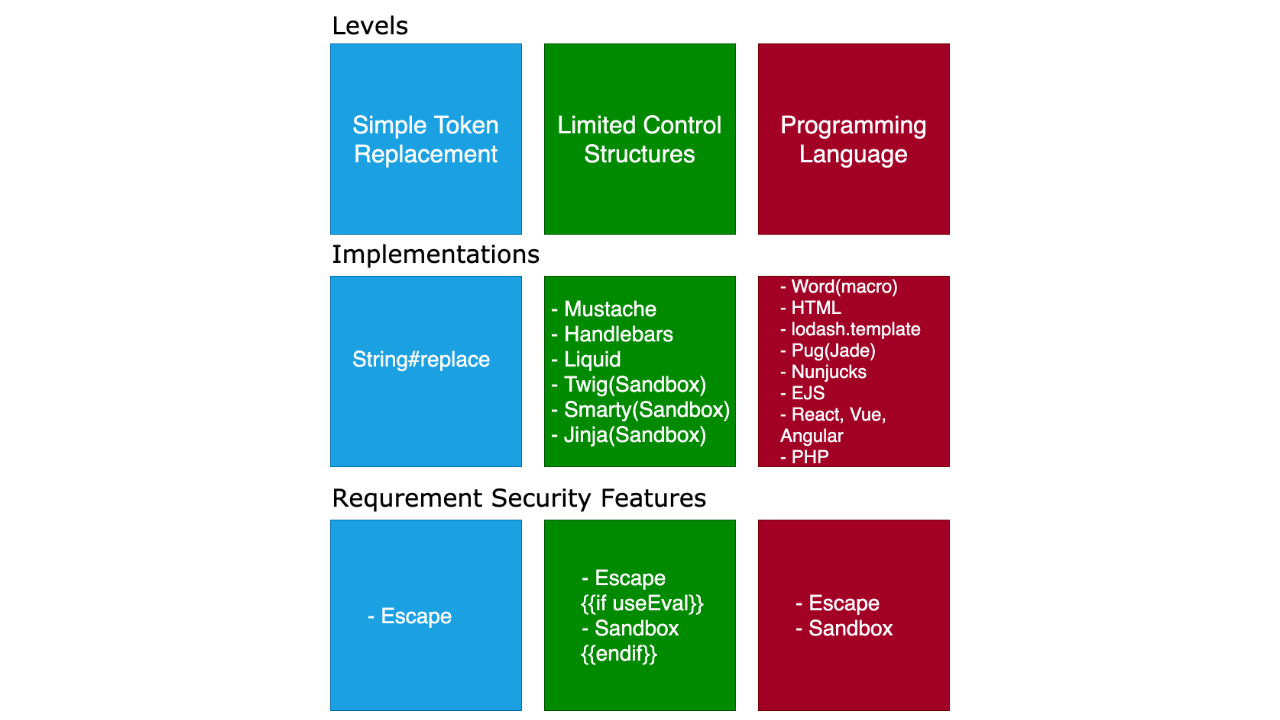 Levels
Simple Token
Replacement
Limited Control
Structures
Programming
Language
Implementations
String#replace
- Mustache
- Handlebars
- Liquid
- Twig(Sandbox)
- Smarty(Sandbox)
- Jinja(Sandbox)
- Word(macro)
- HTML
- lodash.template
- Pug(Jade)
- Nunjucks
- EJS
- React, Vue,
Angular
- PHP
Requrement Security Features
- Escape
- Escape
{{if useEval}}
- Sandbox
{{endif}}
- Escape
- Sandbox